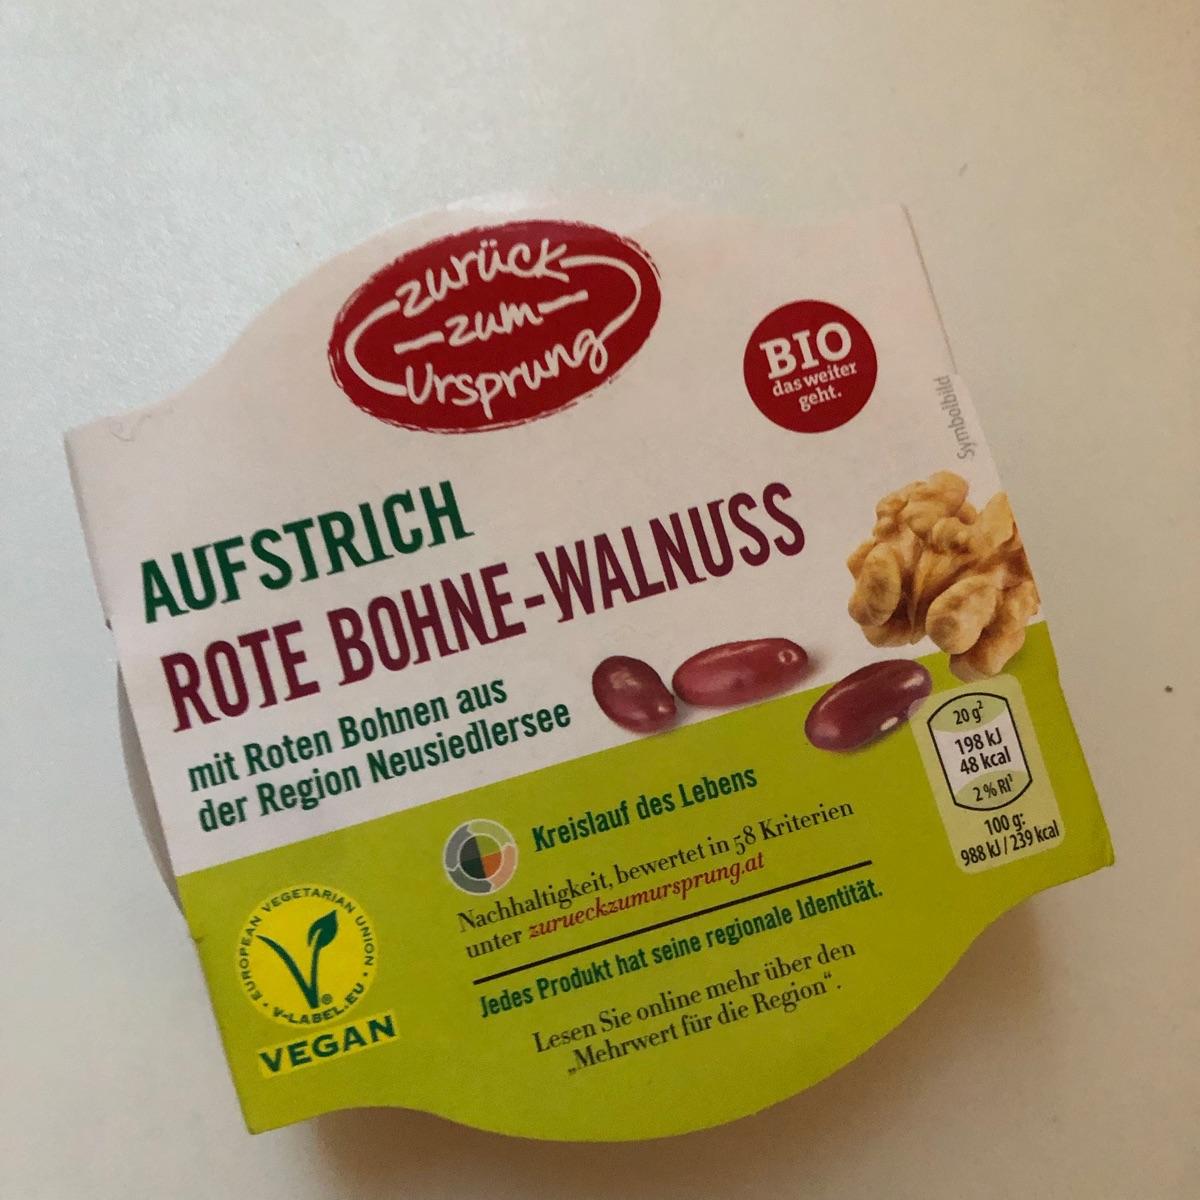 zurück
zum
Ursprung
BIO
das weiter
geht.
Symbolbild
AUFSTRICH
ROTE BOHNE-WALNUSS
mit Roten Bohnen aus
der Region Neusiedlersee
20 g²
198 kJ
48 kcal
2 % RI¹
100 g:
988 kJ / 239 kcal
Kreislauf des Lebens
Nachhaltigkeit, bewertet in 58 Kriterien
unter zurueckzumursprung.at
Jedes Produkt hat seine regionale Identität.
Lesen Sie online mehr über den
„Mehrwert für die Region“.
EUROPEAN VEGETARIAN UNION
V-LABEL.EU
®
VEGAN